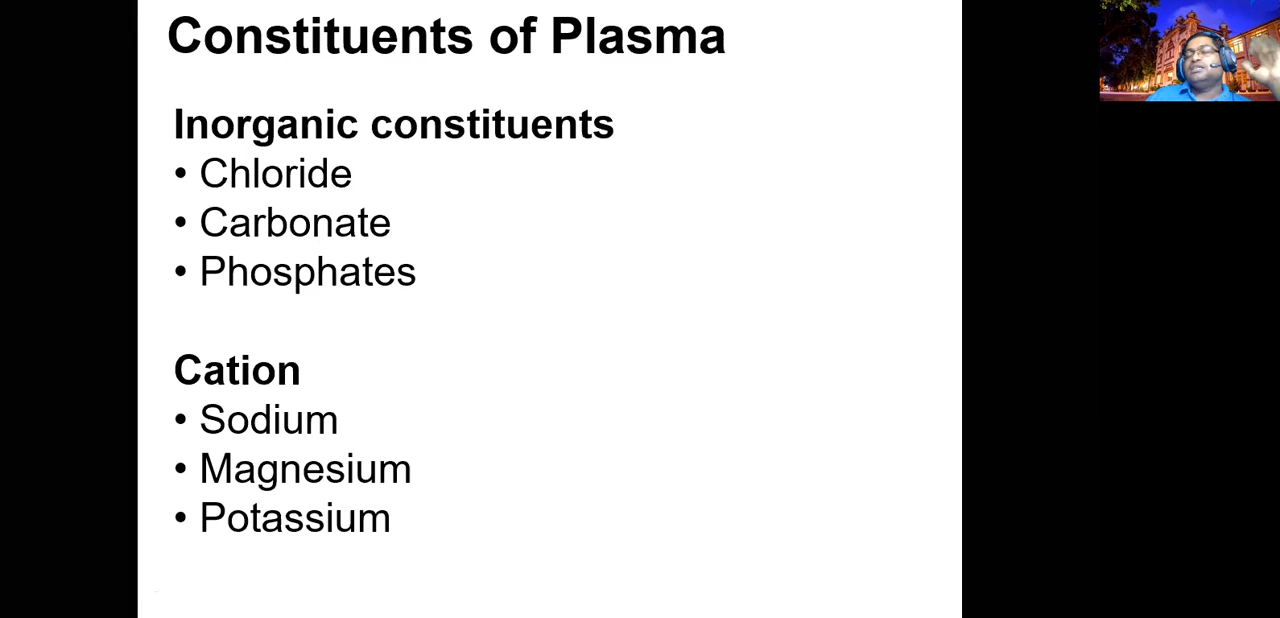 Constituents of Plasma
Inorganic constituents
• Chloride
• Carbonate
• Phosphates
Cation
• Sodium
• Magnesium
• Potassium